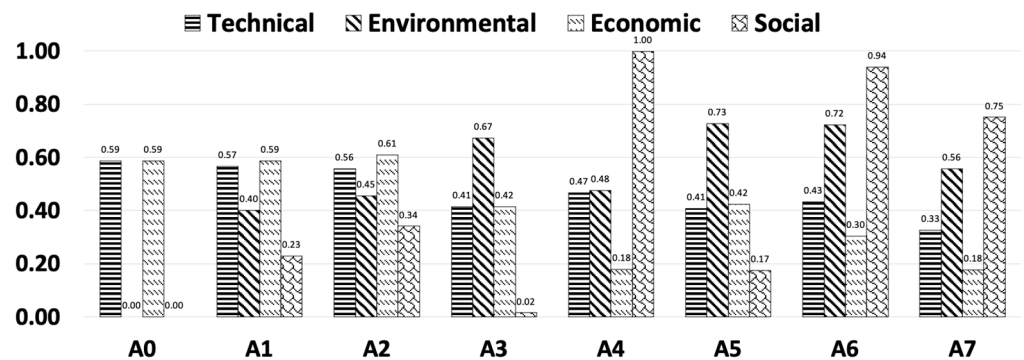 Technical Environmental Economic Social
1.00
0.80
0.60
0.40
0.20
0.00
0.59 0.00 0.59 0.00
0.57 0.40 0.59 0.23
0.56 0.45 0.61 0.34
0.41 0.67 0.42 0.02
0.47 0.48 0.18 1.00
0.41 0.73 0.42 0.17
0.43 0.72 0.30 0.94
0.33 0.56 0.18 0.75
A0 A1 A2 A3 A4 A5 A6 A7